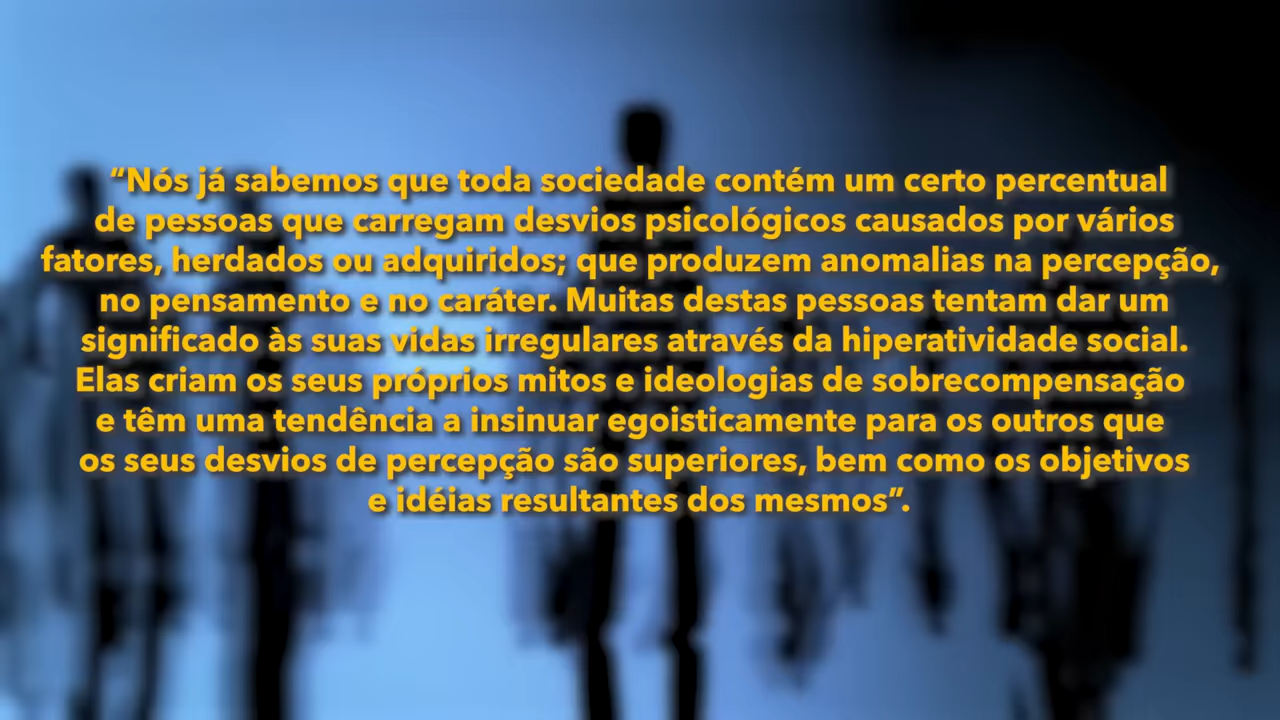 “Nós já sabemos que toda sociedade contém um certo percentual
de pessoas que carregam desvios psicológicos causados por vários
fatores, herdados ou adquiridos; que produzem anomalias na percepção,
no pensamento e no caráter. Muitas destas pessoas tentam dar um
significado às suas vidas irregulares através da hiperatividade social.
Elas criam os seus próprios mitos e ideologias de sobrecompensação
e têm uma tendência a insinuar egoisticamente para os outros que
os seus desvios de percepção são superiores, bem como os objetivos
e idéias resultantes dos mesmos”.